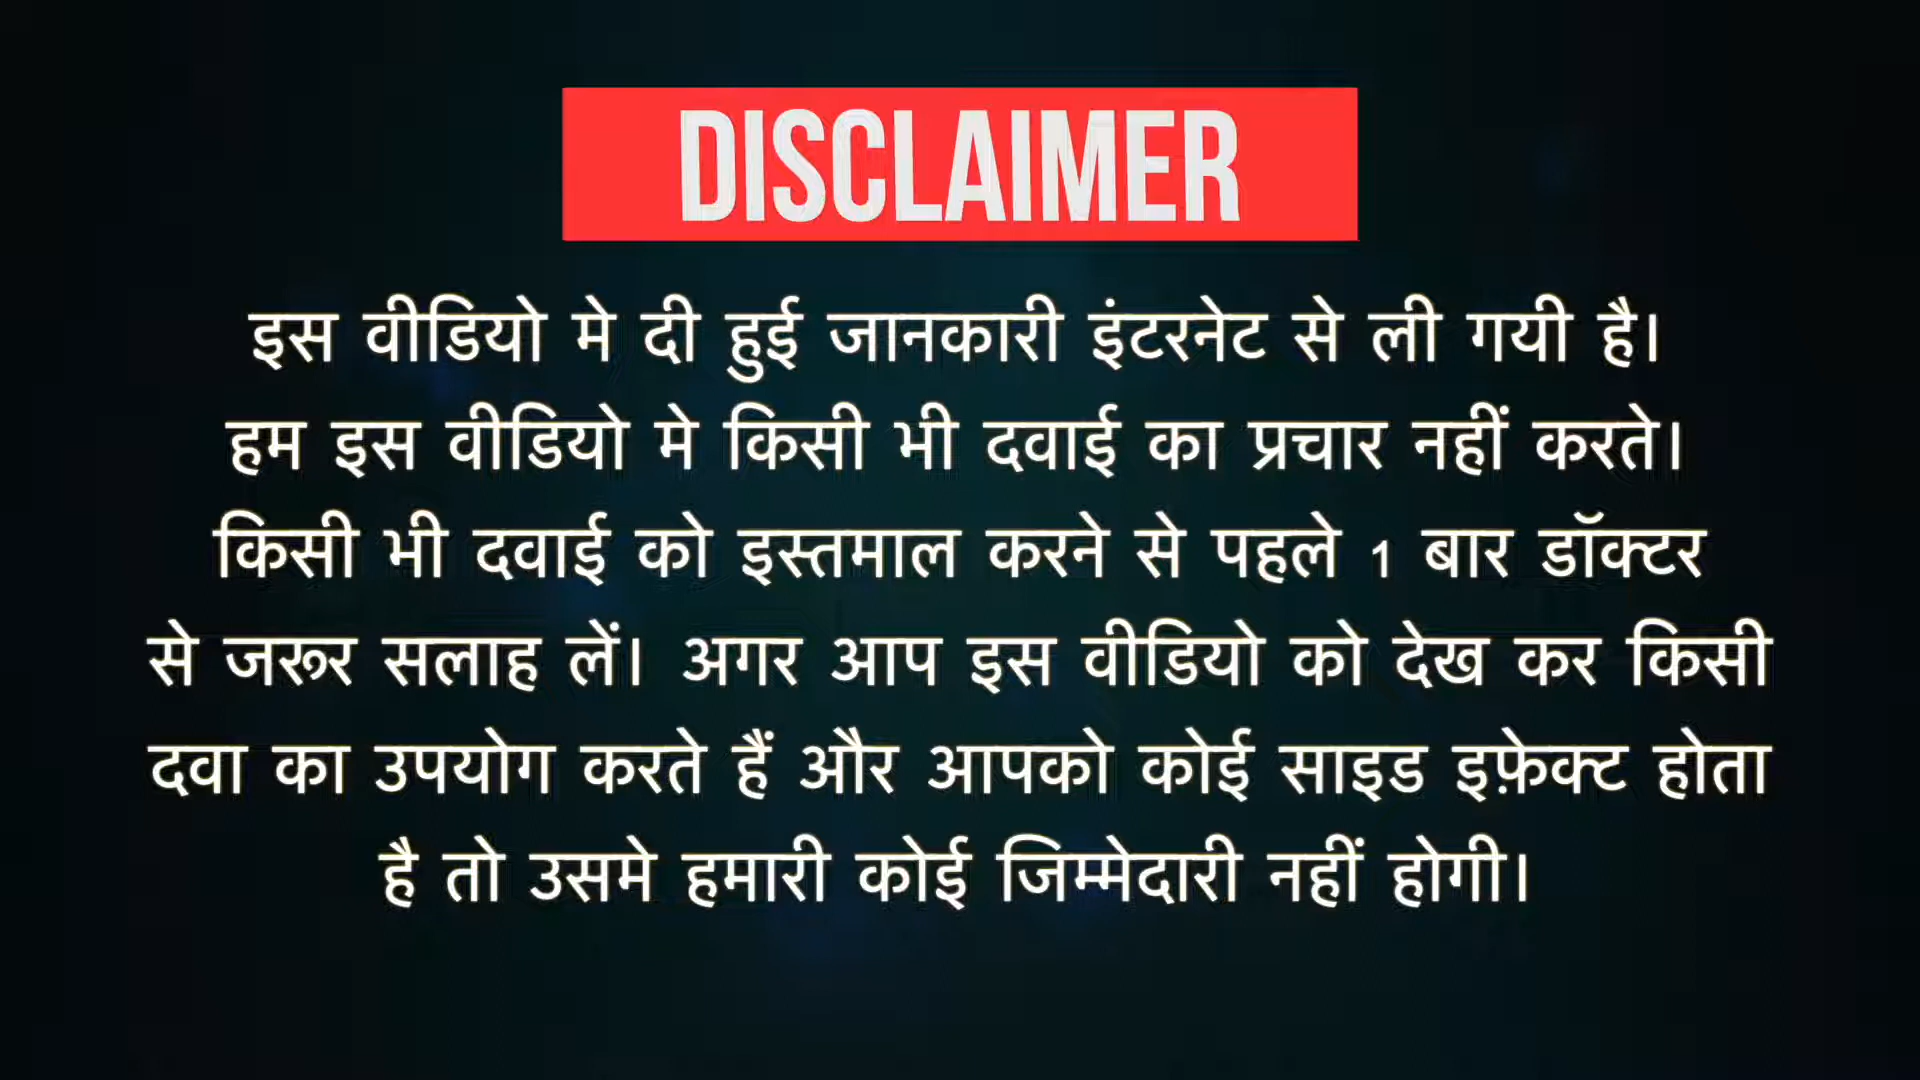 DISCLAIMER
इस वीडियो मे दी हुई जानकारी इंटरनेट से ली गयी है।
हम इस वीडियो मे किसी भी दवाई का प्रचार नहीं करते।
किसी भी दवाई को इस्तमाल करने से पहले 1 बार डॉक्टर
से जरूर सलाह लें। अगर आप इस वीडियो को देख कर किसी
दवा का उपयोग करते हैं और आपको कोई साइड इफ़ेक्ट होता
है तो उसमे हमारी कोई जिम्मेदारी नहीं होगी।